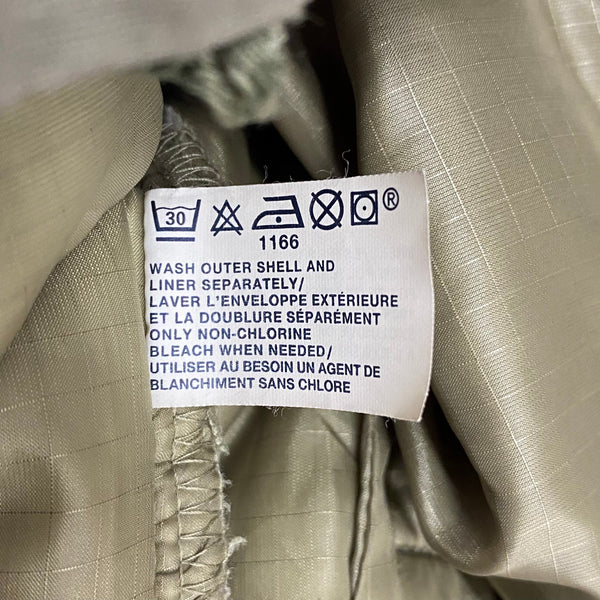 30 ®
1166
WASH OUTER SHELL AND
LINER SEPARATELY/
LAVER L'ENVELOPPE EXTÉRIEURE
ET LA DOUBLURE SÉPARÉMENT
ONLY NON-CHLORINE
BLEACH WHEN NEEDED/
UTILISER AU BESOIN UN AGENT DE
BLANCHIMENT SANS CHLORE